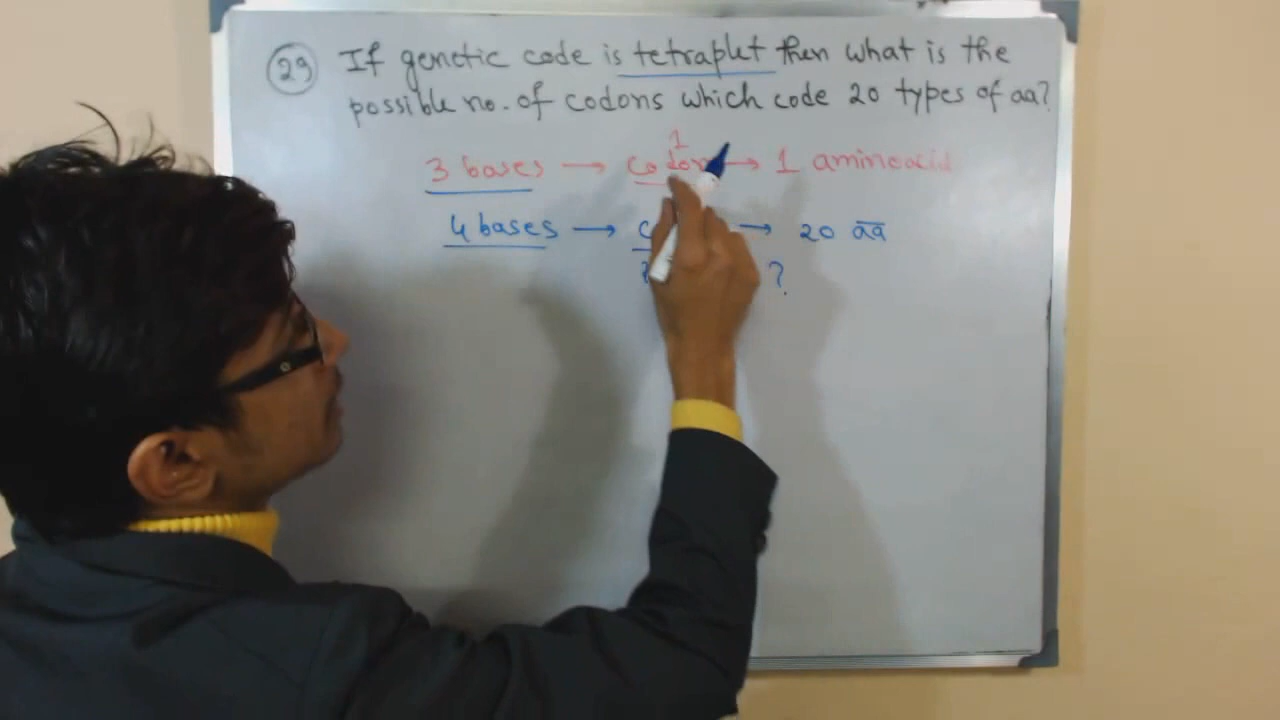 29 If genetic code is tetraplet then what is the
possible no. of codons which code 20 types of aa?
1
3 bases → codon → 1 aminoacid
4 bases → → 20 aa
?